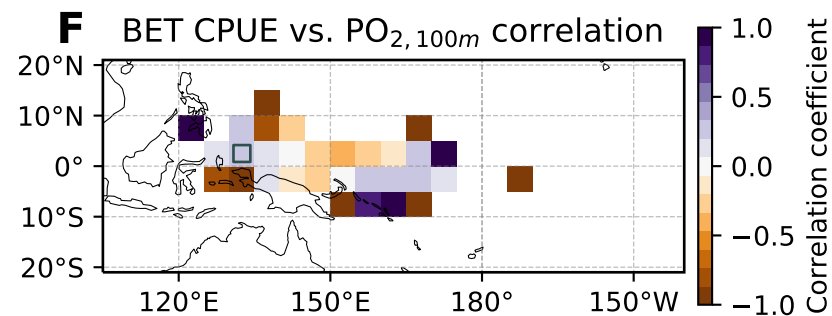 F BET CPUE vs. PO2, 100m correlation
20°N
10°N
0°
10°S
20°S
120°E 150°E 180° 150°W
1.0
0.5
0.0
−0.5
−1.0
Correlation coefficient